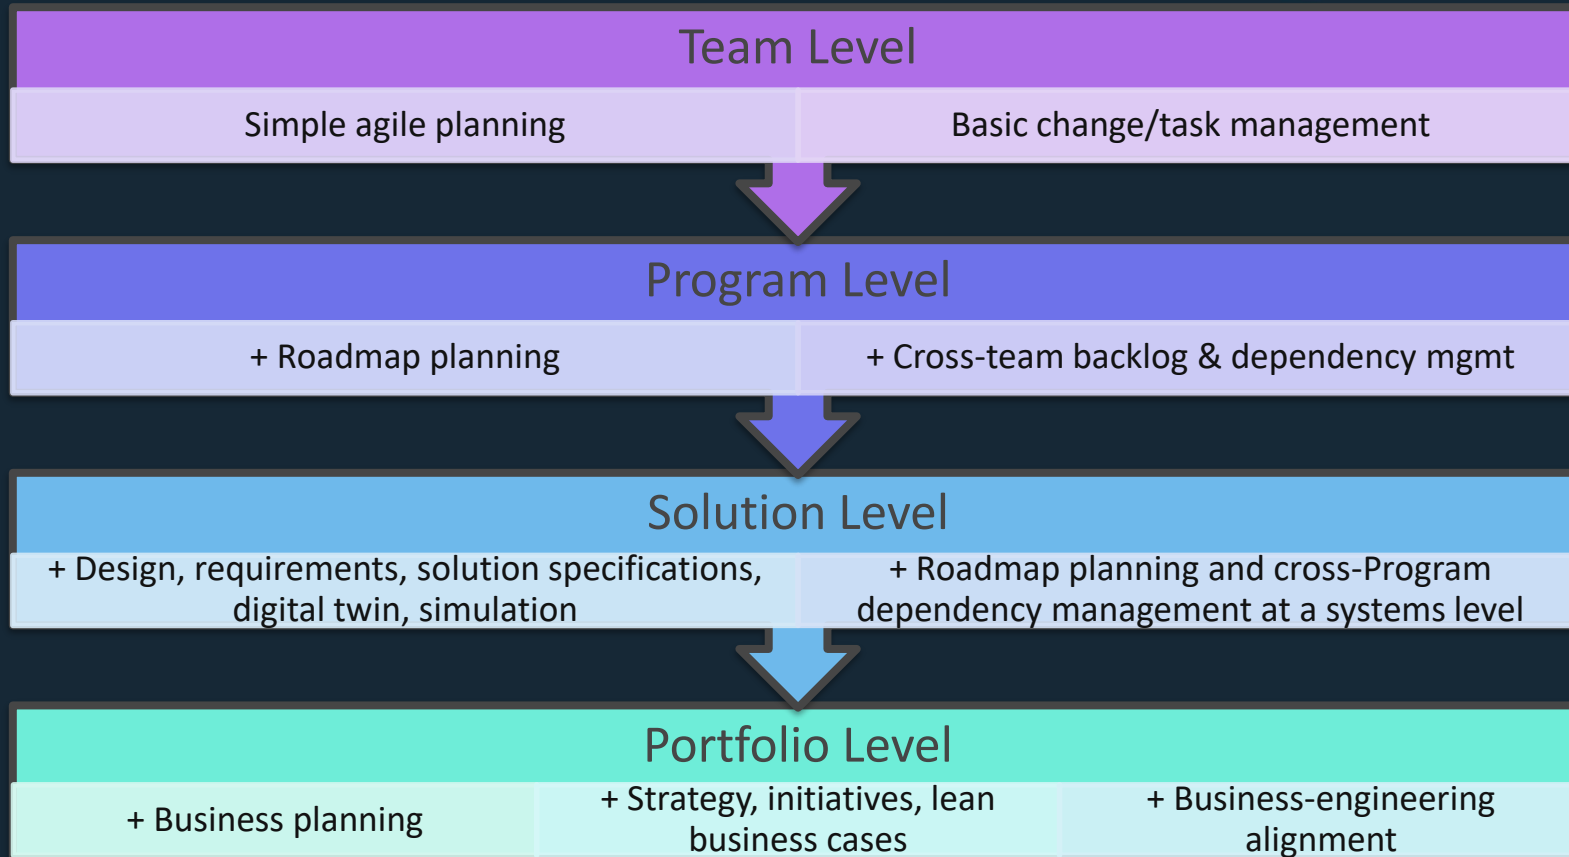 Team Level
Simple agile planning
Basic change/task management
Program Level
+ Roadmap planning
+ Cross-team backlog & dependency mgmt
Solution Level
+ Design, requirements, solution specifications,
digital twin, simulation
+ Roadmap planning and cross-Program
dependency management at a systems level
Portfolio Level
+ Business planning
+ Strategy, initiatives, lean
business cases
+ Business-engineering
alignment